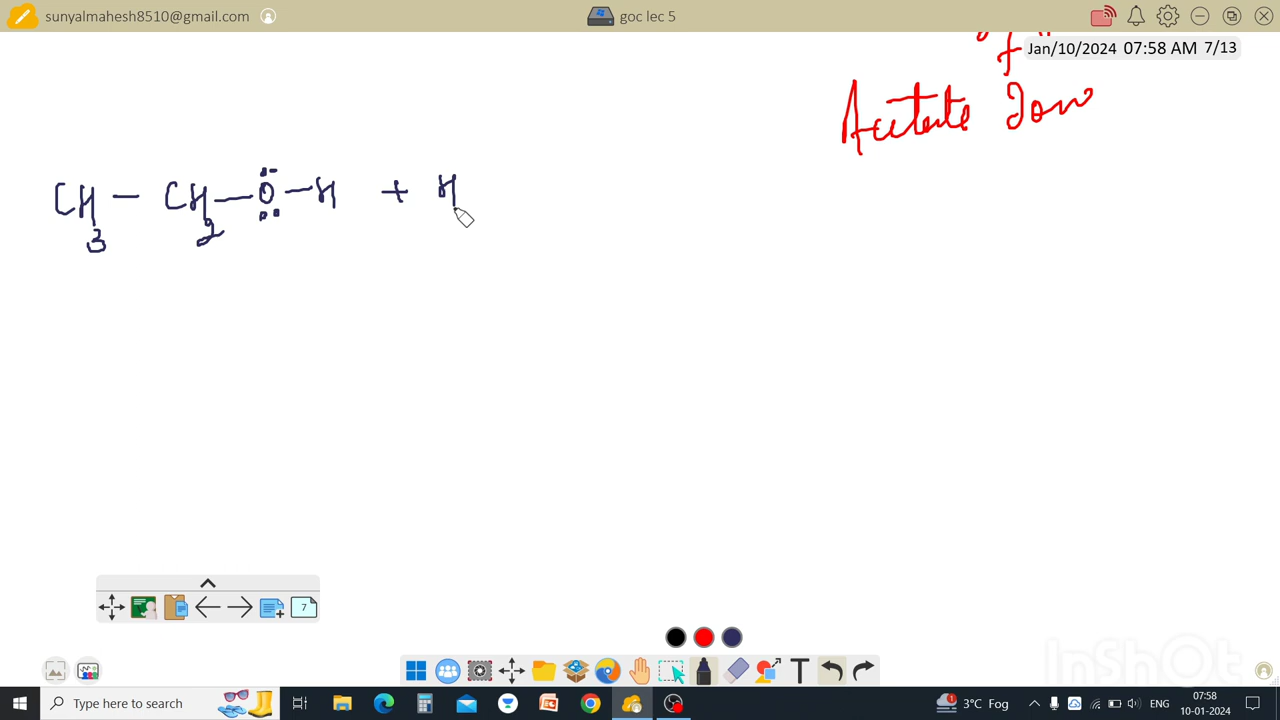 sunyalmahesh8510@gmail.com
goc lec 5
Jan/10/2024 07:58 AM 7/13
Acetate Ion
CH3 – CH2 – Ö – H + H
7
InShOt
Type here to search
3°C Fog
07:58
10-01-2024